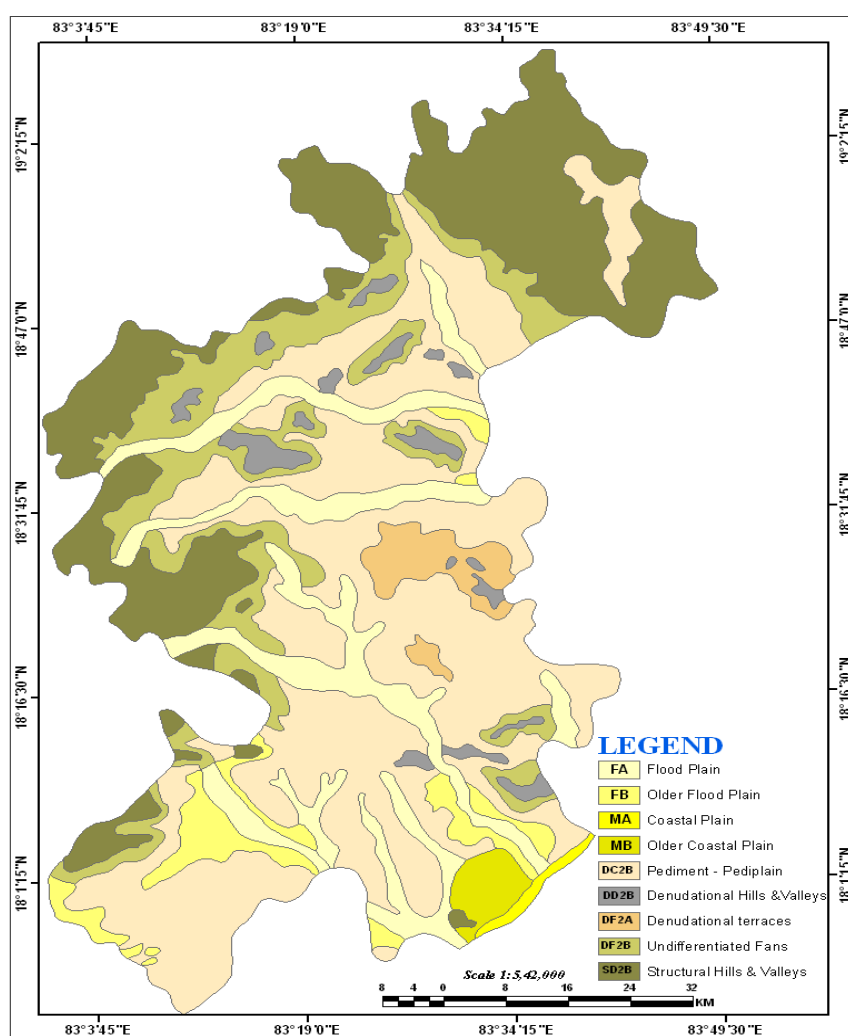 83°3'45"E 83°19'0"E 83°34'15"E 83°49'30"E
19°2'15"N 19°2'15"N
18°47'0"N 18°47'0"N
18°31'45"N 18°31'45"N
18°16'30"N 18°16'30"N
18°1'15"N 18°1'15"N
LEGEND
FA Flood Plain
FB Older Flood Plain
MA Coastal Plain
MB Older Coastal Plain
DC2B Pediment - Pediplain
DD2B Denudational Hills &Valleys
DF2A Denudational terraces
DF2B Undifferentiated Fans
SD2B Structural Hills & Valleys
Scale 1:5,42,000
8 4 0 8 16 24 32
KM
83°3'45"E 83°19'0"E 83°34'15"E 83°49'30"E